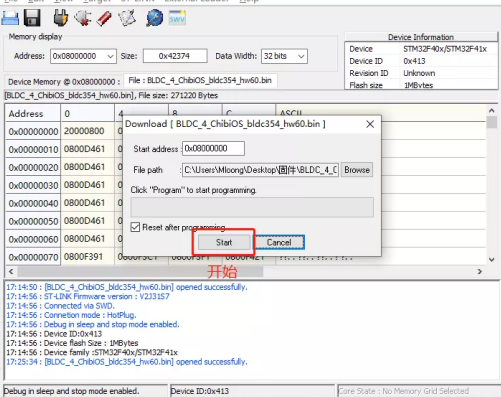 Memory display
Address: 0x08000000 Size: 0x42374 Data Width: 32 bits
Device Information
Device STM32F40x/STM32F41x
Device ID 0x413
Revision ID Unknown
Flash size 1MBytes
Device Memory @ 0x08000000 : File : BLDC_4_ChibiOS_bldc354_hw60.bin
[BLDC_4_ChibiOS_bldc354_hw60.bin], File size: 271220 Bytes
Address 0 4 8 C ASCII
0x00000000 20000800
0x00000010 0800D461
0x00000020 0800D461
0x00000030 0800D461
0x00000040 0800D461
0x00000050 0800D461
0x00000060 0800D461
0x00000070 0800F391
Download [ BLDC_4_ChibiOS_bldc354_hw60.bin ]
Start address : 0x08000000
File path : C:\Users\Mloong\Desktop\固件\BLDC_4_C Browse
Click "Program" to start programming.
Reset after programming
Start Cancel
开始
17:14:50 : [BLDC_4_ChibiOS_bldc354_hw60.bin] opened successfully.
17:14:56 : ST-LINK Firmware version : V2J31S7
17:14:56 : Connected via SWD.
17:14:56 : Connetion mode : HotPlug.
17:14:56 : Debug in sleep and stop mode enabled.
17:14:56 : Device ID:0x413
17:14:56 : Device flash Size : 1MBytes
17:14:56 : Device family :STM32F40x/STM32F41x
17:25:34 : [BLDC_4_ChibiOS_bldc354_hw60.bin] opened successfully.
Debug in sleep and stop mode enabled. Device ID:0x413 Core State : No Memory Grid Selected